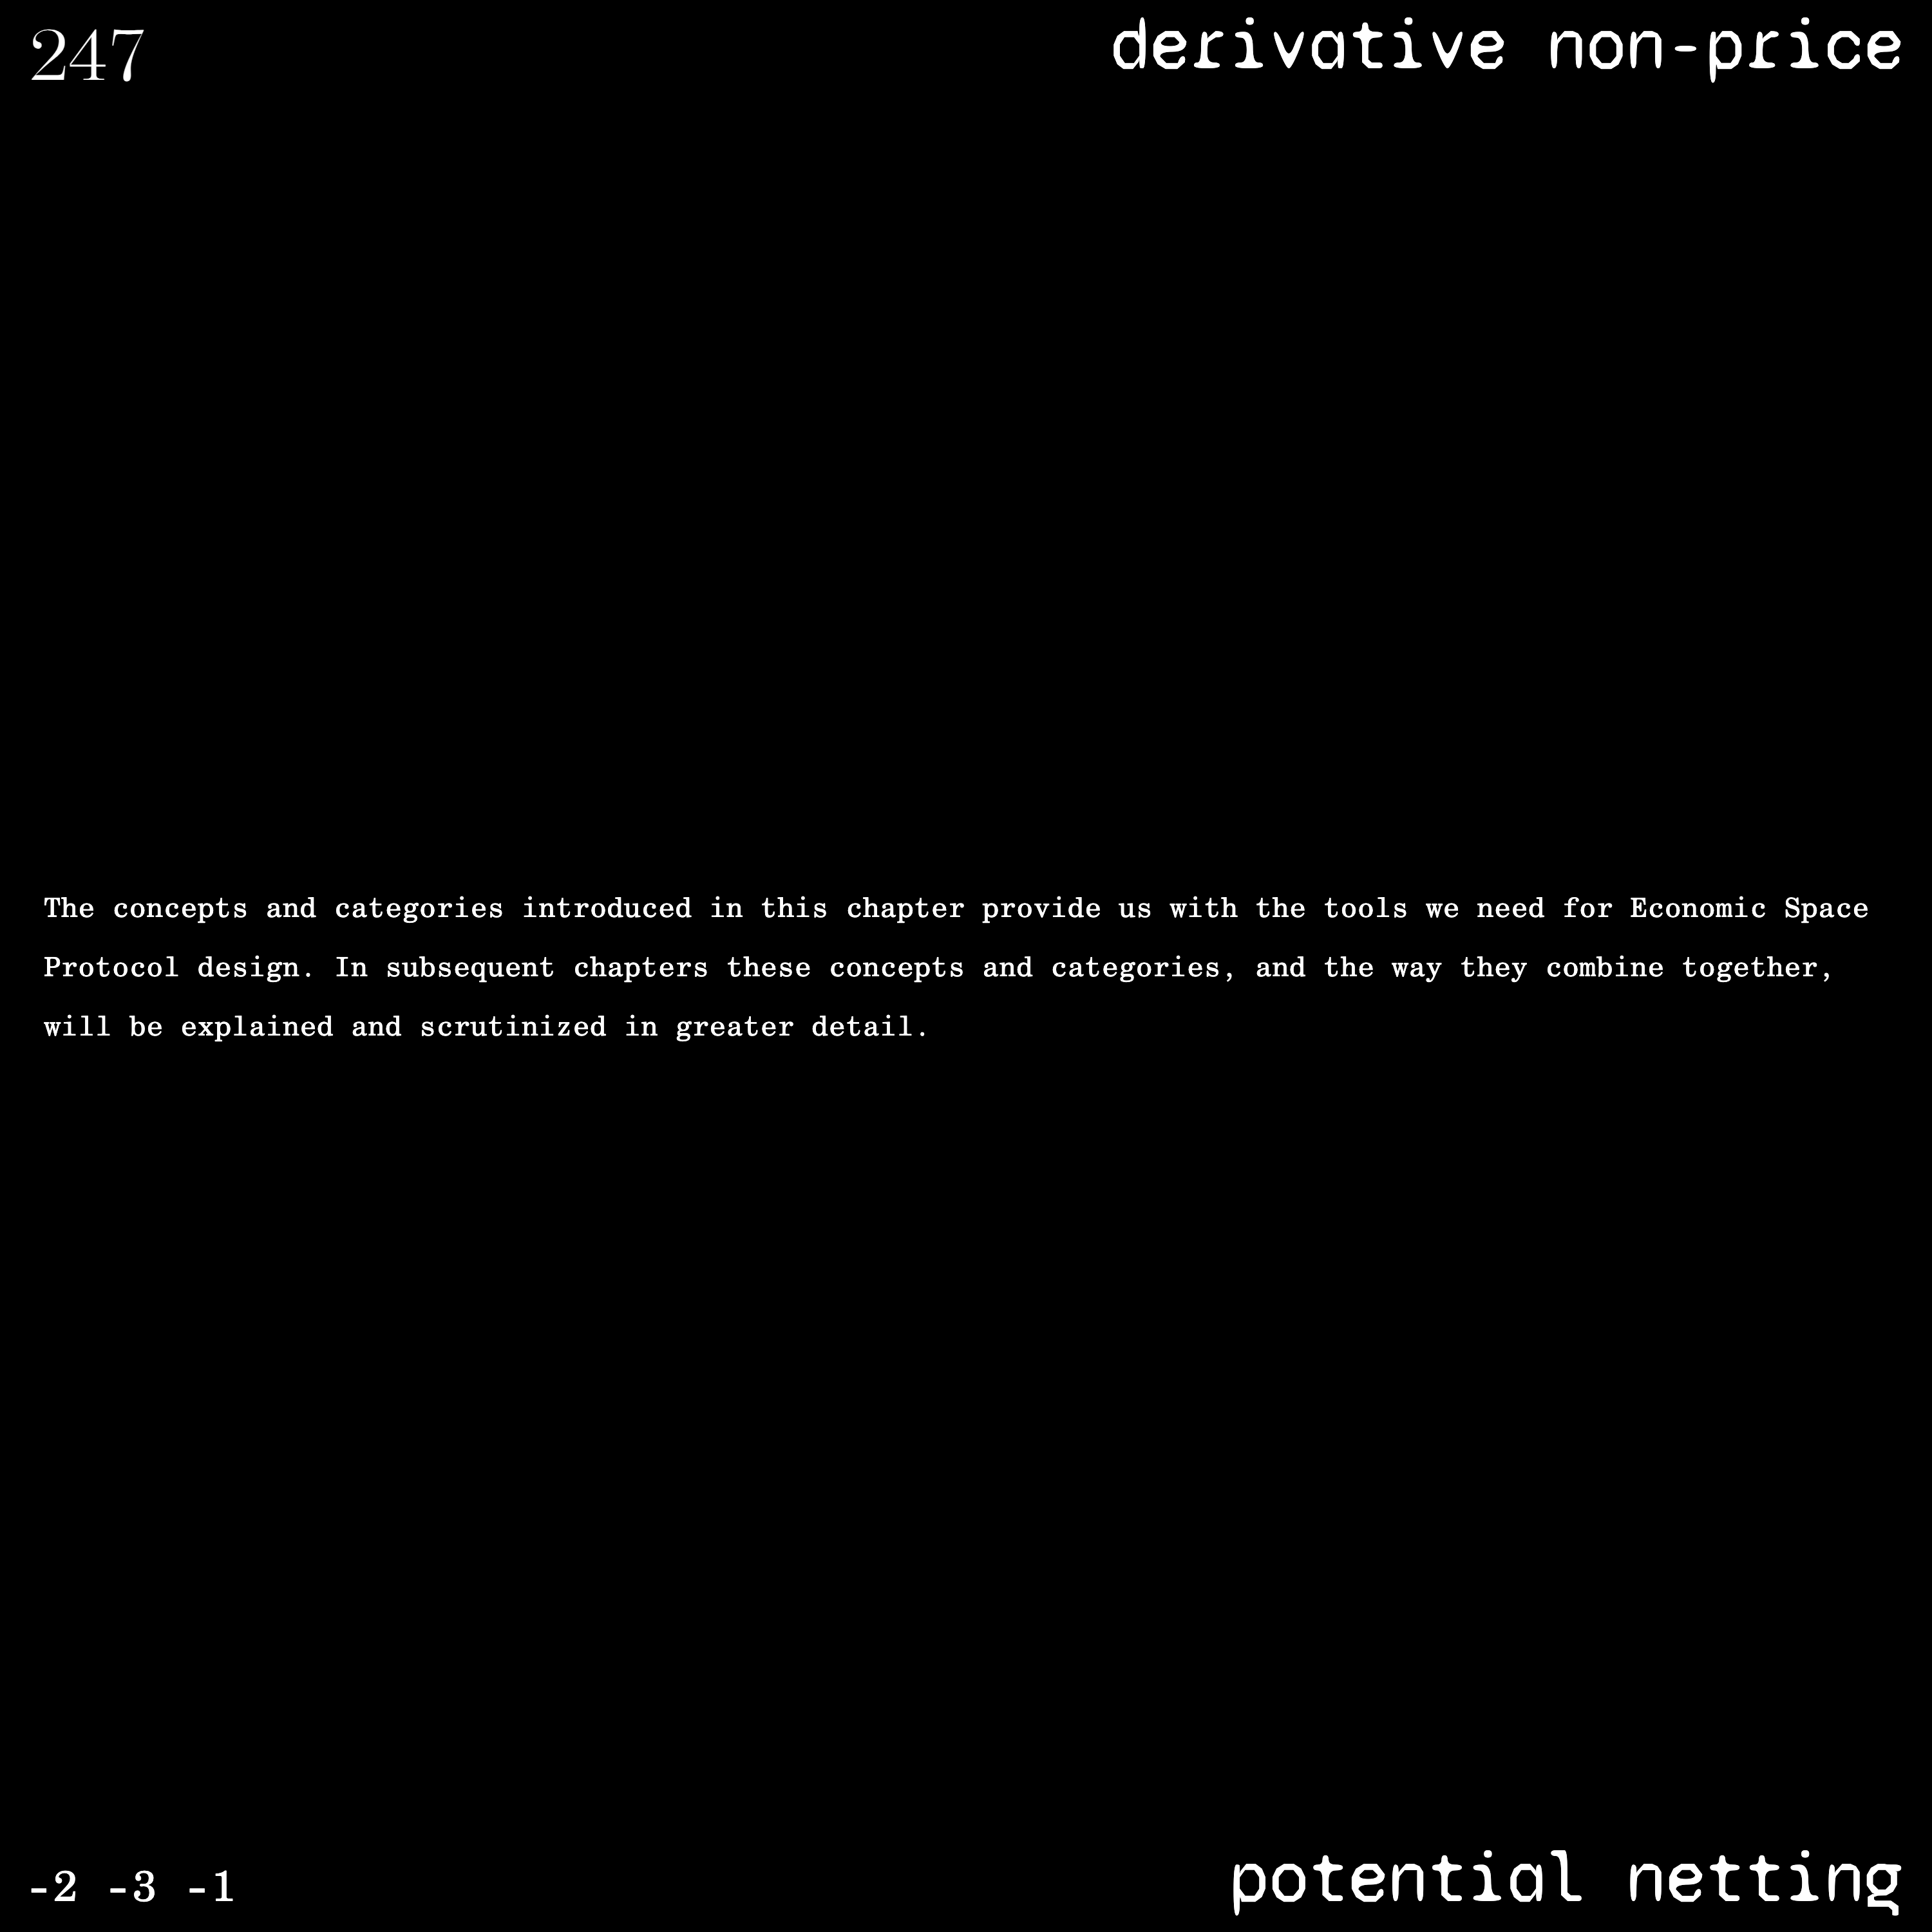 247
derivative non-price
The concepts and categories introduced in this chapter provide us with the tools we need for Economic Space
Protocol design. In subsequent chapters these concepts and categories, and the way they combine together,
will be explained and scrutinized in greater detail.
-2 -3 -1
potential netting